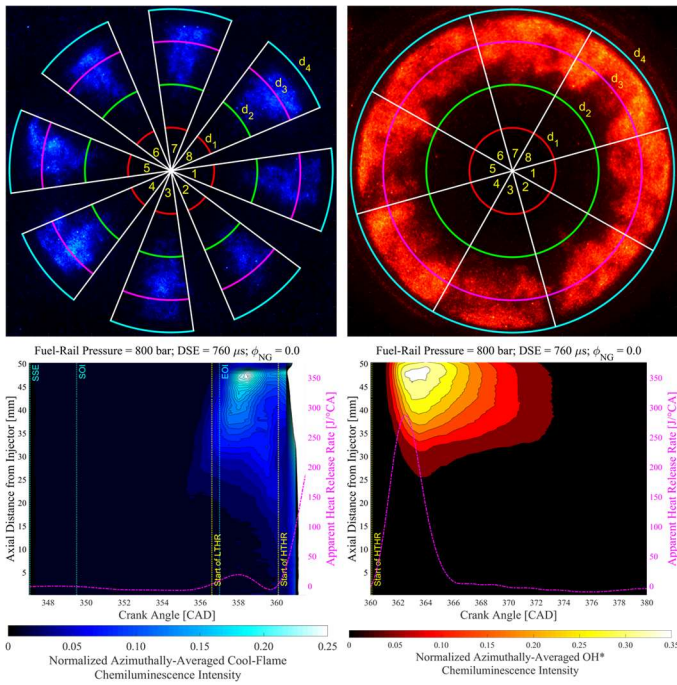 d4
d3
d2
d1
6 7 8
5 1
4 3 2
d4
d3
d2
d1
6 7 8
5 1
4 3 2
Fuel-Rail Pressure = 800 bar; DSE = 760 μs; ϕNG = 0.0
Fuel-Rail Pressure = 800 bar; DSE = 760 μs; ϕNG = 0.0
SSE
SOI
EOI
Start of LTHR
Start of HTHR
Axial Distance from Injector [mm]
50
45
40
35
30
25
20
15
10
5
350 352 354 356 358 360
Crank Angle [CAD]
350
300
250
200
150
100
50
0
Apparent Heat Release Rate [J/°CA]
Start of HTHR
Axial Distance from Injector [mm]
50
45
40
35
30
25
20
15
10
5
360 362 364 366 368 370 372 374 376 378 380
Crank Angle [CAD]
350
300
250
200
150
100
50
0
Apparent Heat Release Rate [J/°CA]
0 0.05 0.10 0.15 0.20 0.25
Normalized Azimuthally-Averaged Cool-Flame
Chemiluminescence Intensity
0 0.05 0.1 0.15 0.2 0.25 0.3 0.35
Normalized Azimuthally-Averaged OH*
Chemiluminescence Intensity